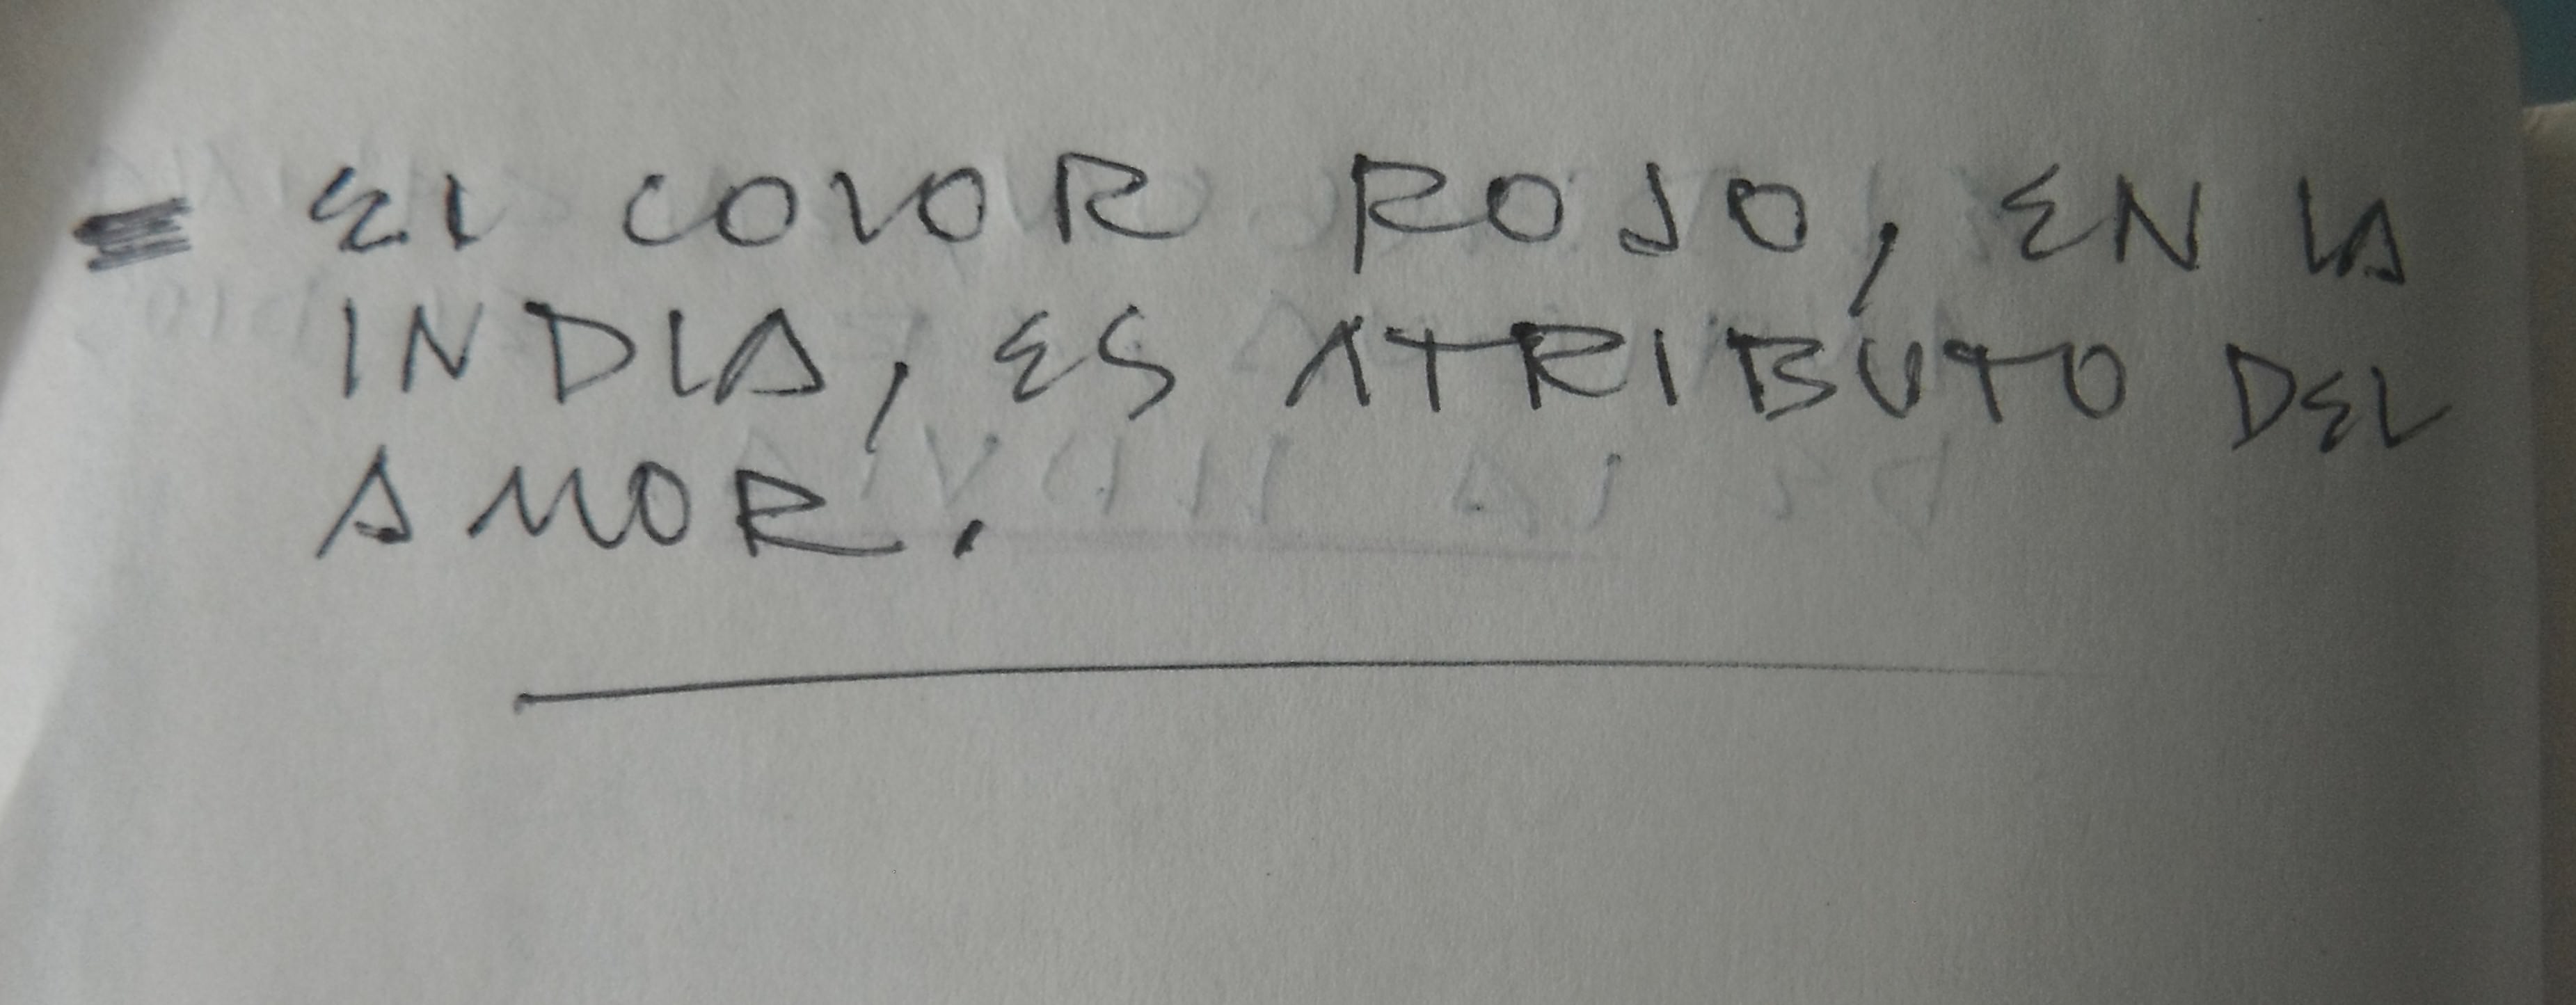 - EL COLOR ROJO, EN LA
INDIA, ES ATRIBUTO DEL
AMOR.